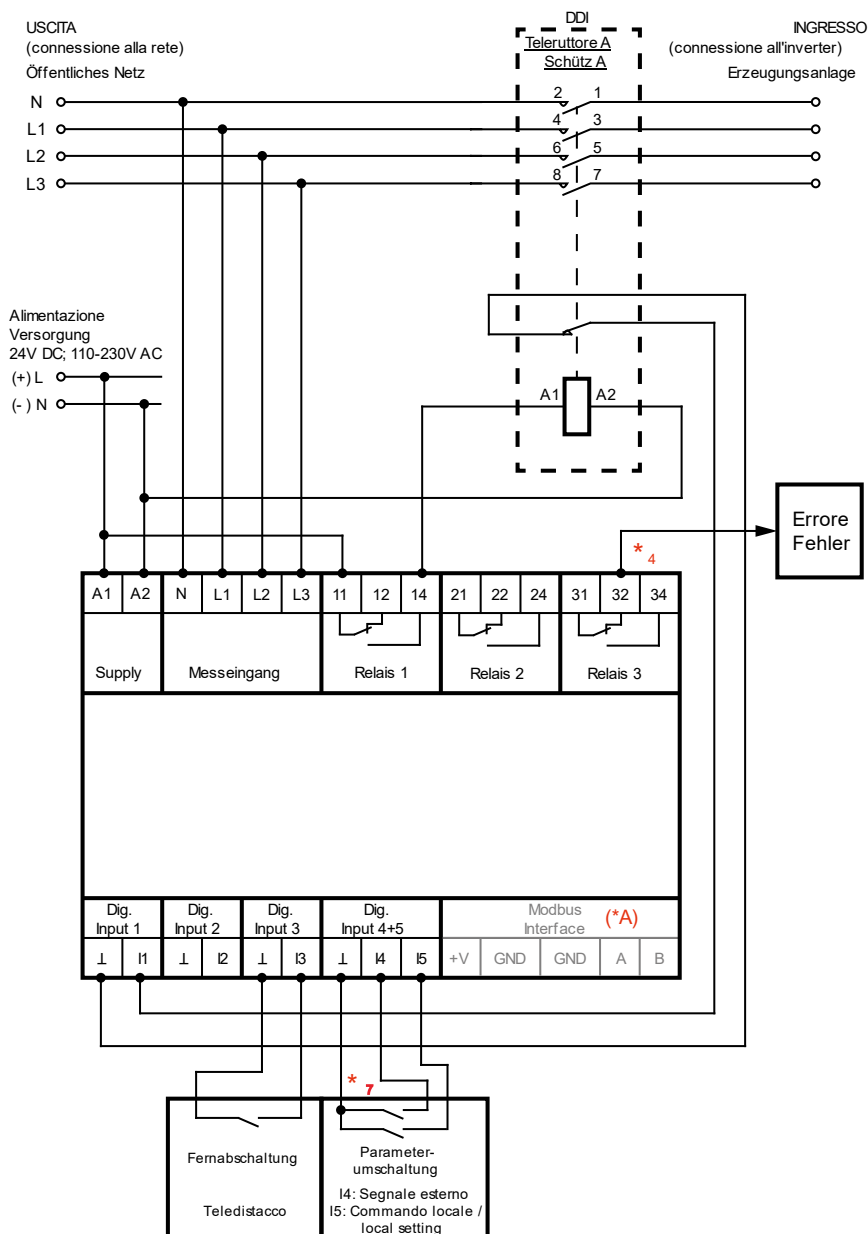 USCITA
(connessione alla rete)
Öffentliches Netz
DDI
Teleruttore A
Schütz A
INGRESSO
(connessione all'inverter)
Erzeugungsanlage
N
2 1
L1
4 3
L2
6 5
L3
8 7
Alimentazione
Versorgung
24V DC; 110-230V AC
(+) L
(-) N
A1 A2
Errore
Fehler
* 4
A1 A2 N L1 L2 L3 11 12 14 21 22 24 31 32 34
Supply Messeingang Relais 1 Relais 2 Relais 3
Dig.
Input 1
Dig.
Input 2
Dig.
Input 3
Dig.
Input 4+5
Modbus
Interface
(*A)
⊥ I1 ⊥ I2 ⊥ I3 ⊥ I4 I5 +V GND GND A B
* 7
Fernabschaltung
Teledistacco
Parameter-
umschaltung
I4: Segnale esterno
I5: Commando locale /
local setting